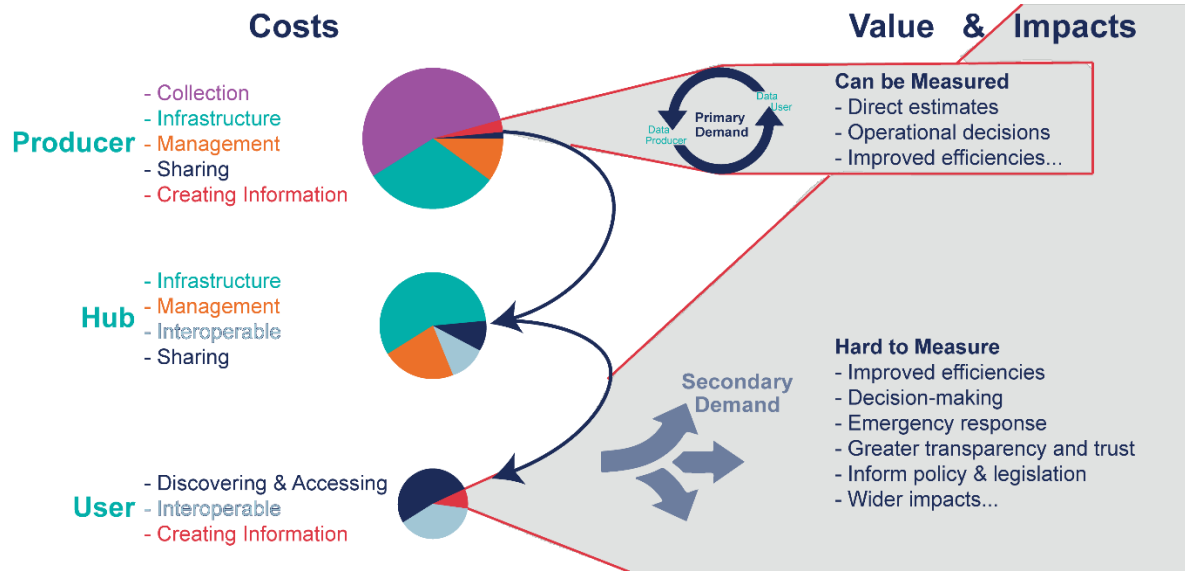 Costs
Value & Impacts
Producer
- Collection
- Infrastructure
- Management
- Sharing
- Creating Information
Primary
Demand
Data
User
Data
Producer
Can be Measured
- Direct estimates
- Operational decisions
- Improved efficiencies...
Hub
- Infrastructure
- Management
- Interoperable
- Sharing
Secondary
Demand
Hard to Measure
- Improved efficiencies
- Decision-making
- Emergency response
- Greater transparency and trust
- Inform policy & legislation
- Wider impacts...
User
- Discovering & Accessing
- Interoperable
- Creating Information